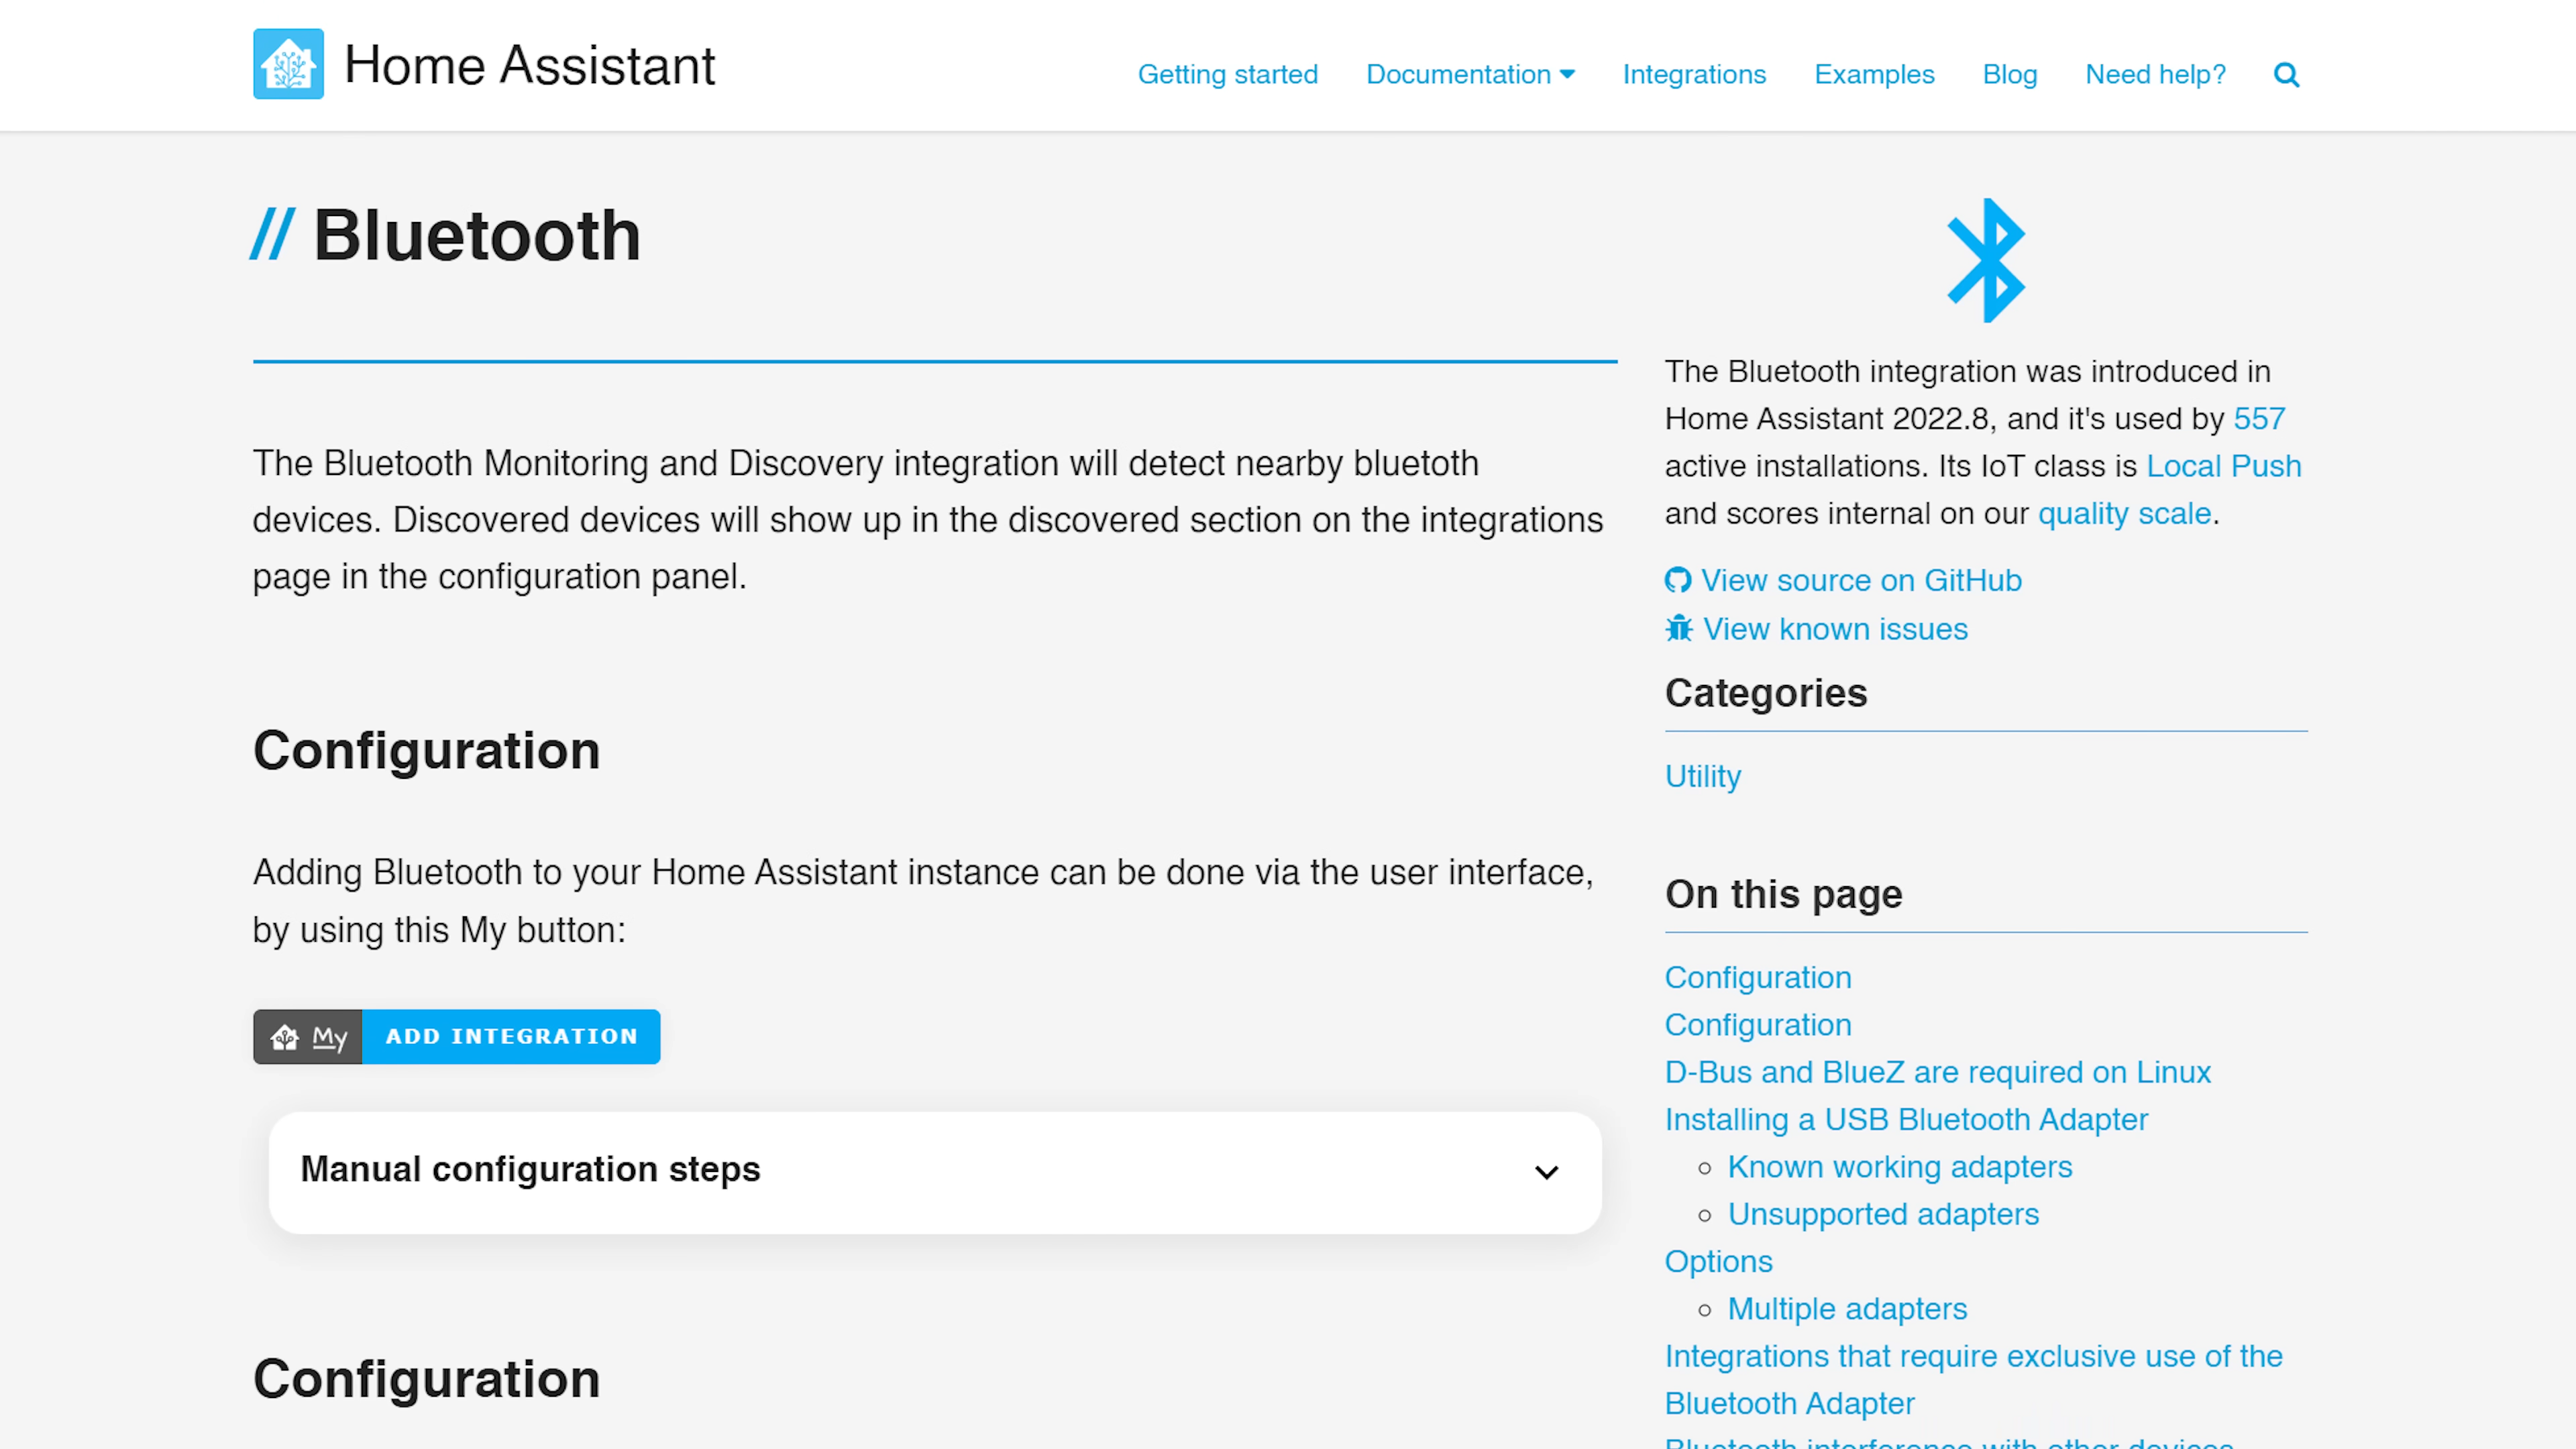 Home Assistant
Getting started Documentation Integrations Examples Blog Need help?
// Bluetooth
The Bluetooth Monitoring and Discovery integration will detect nearby bluetoth
devices. Discovered devices will show up in the discovered section on the integrations
page in the configuration panel.
Configuration
Adding Bluetooth to your Home Assistant instance can be done via the user interface,
by using this My button:
My ADD INTEGRATION
Manual configuration steps
Configuration
The Bluetooth integration was introduced in
Home Assistant 2022.8, and it's used by 557
active installations. Its IoT class is Local Push
and scores internal on our quality scale.
View source on GitHub
View known issues
Categories
Utility
On this page
Configuration
Configuration
D-Bus and BlueZ are required on Linux
Installing a USB Bluetooth Adapter
Known working adapters
Unsupported adapters
Options
Multiple adapters
Integrations that require exclusive use of the
Bluetooth Adapter
Bluetooth interference with other devices